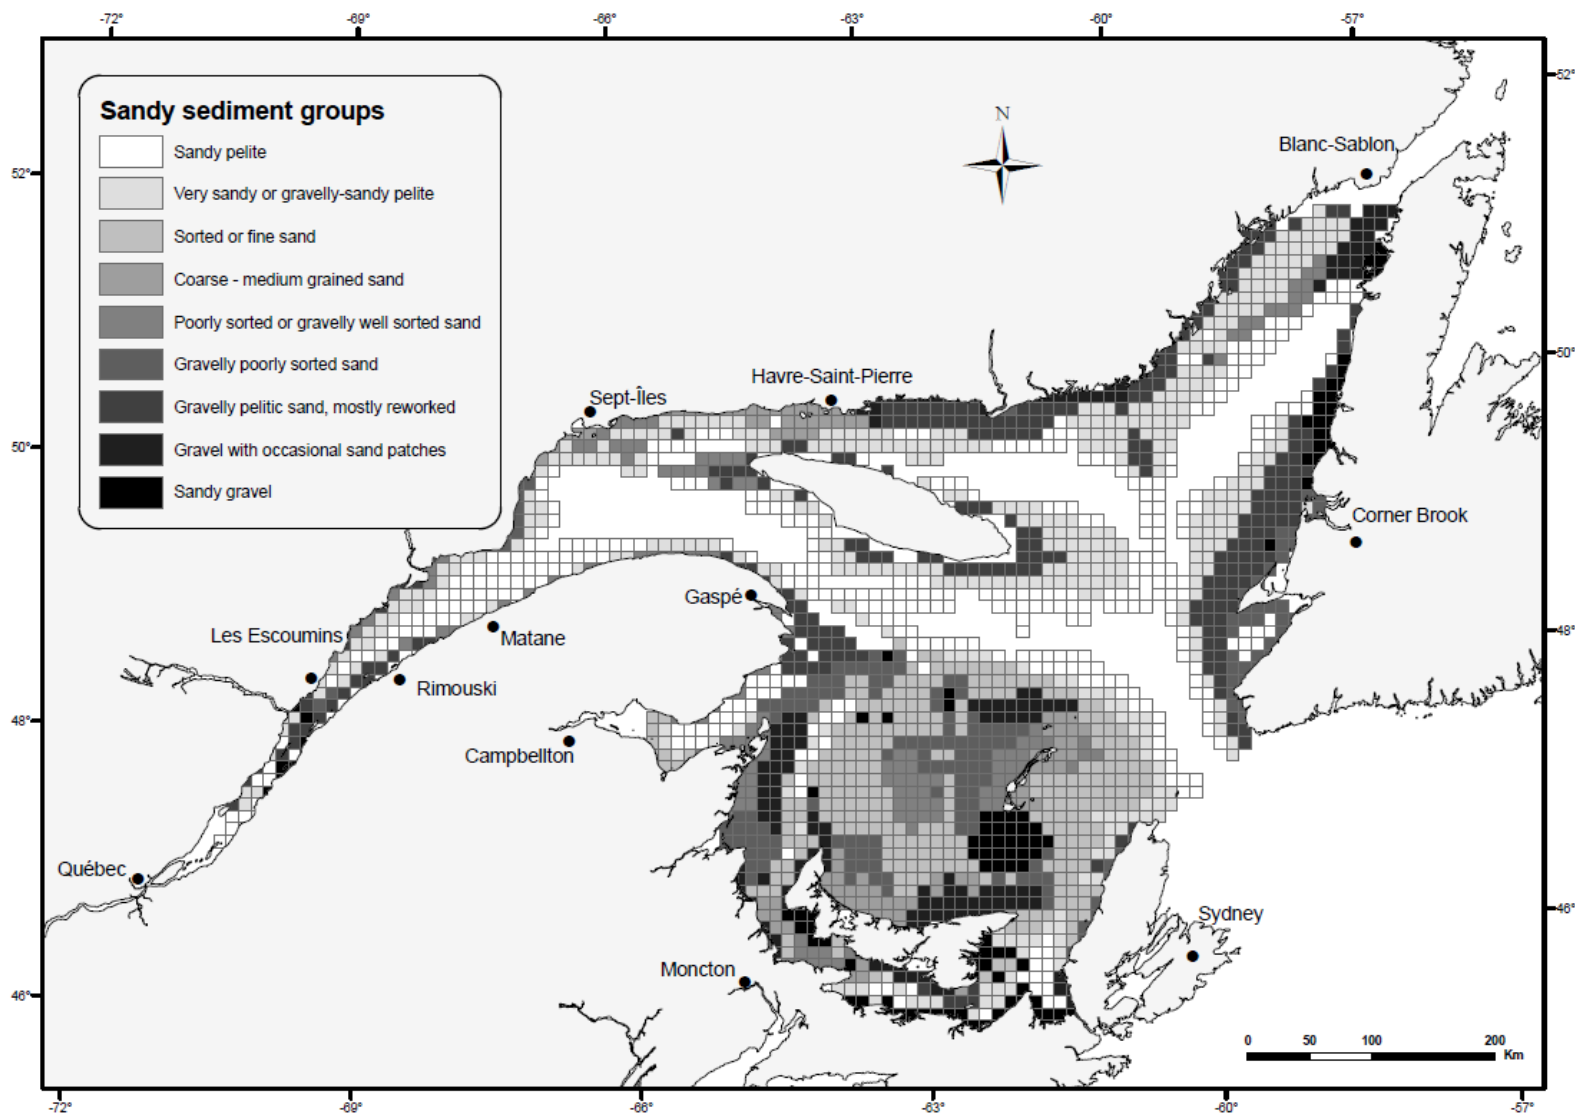 -72° -69° -66° -63° -60° -57°
52°
Sandy sediment groups
Sandy pelite
Very sandy or gravelly-sandy pelite
Sorted or fine sand
Coarse - medium grained sand
Poorly sorted or gravelly well sorted sand
Gravelly poorly sorted sand
Gravelly pelitic sand, mostly reworked
Gravel with occasional sand patches
Sandy gravel
N
Blanc-Sablon
52°
50°
Havre-Saint-Pierre
Sept-Îles
50°
Corner Brook
Gaspé
Les Escoumins
Matane
48°
Rimouski
48°
Campbellton
Québec
46°
Sydney
Moncton
46°
0 50 100 200
Km
-72° -69° -66° -63° -60° -57°